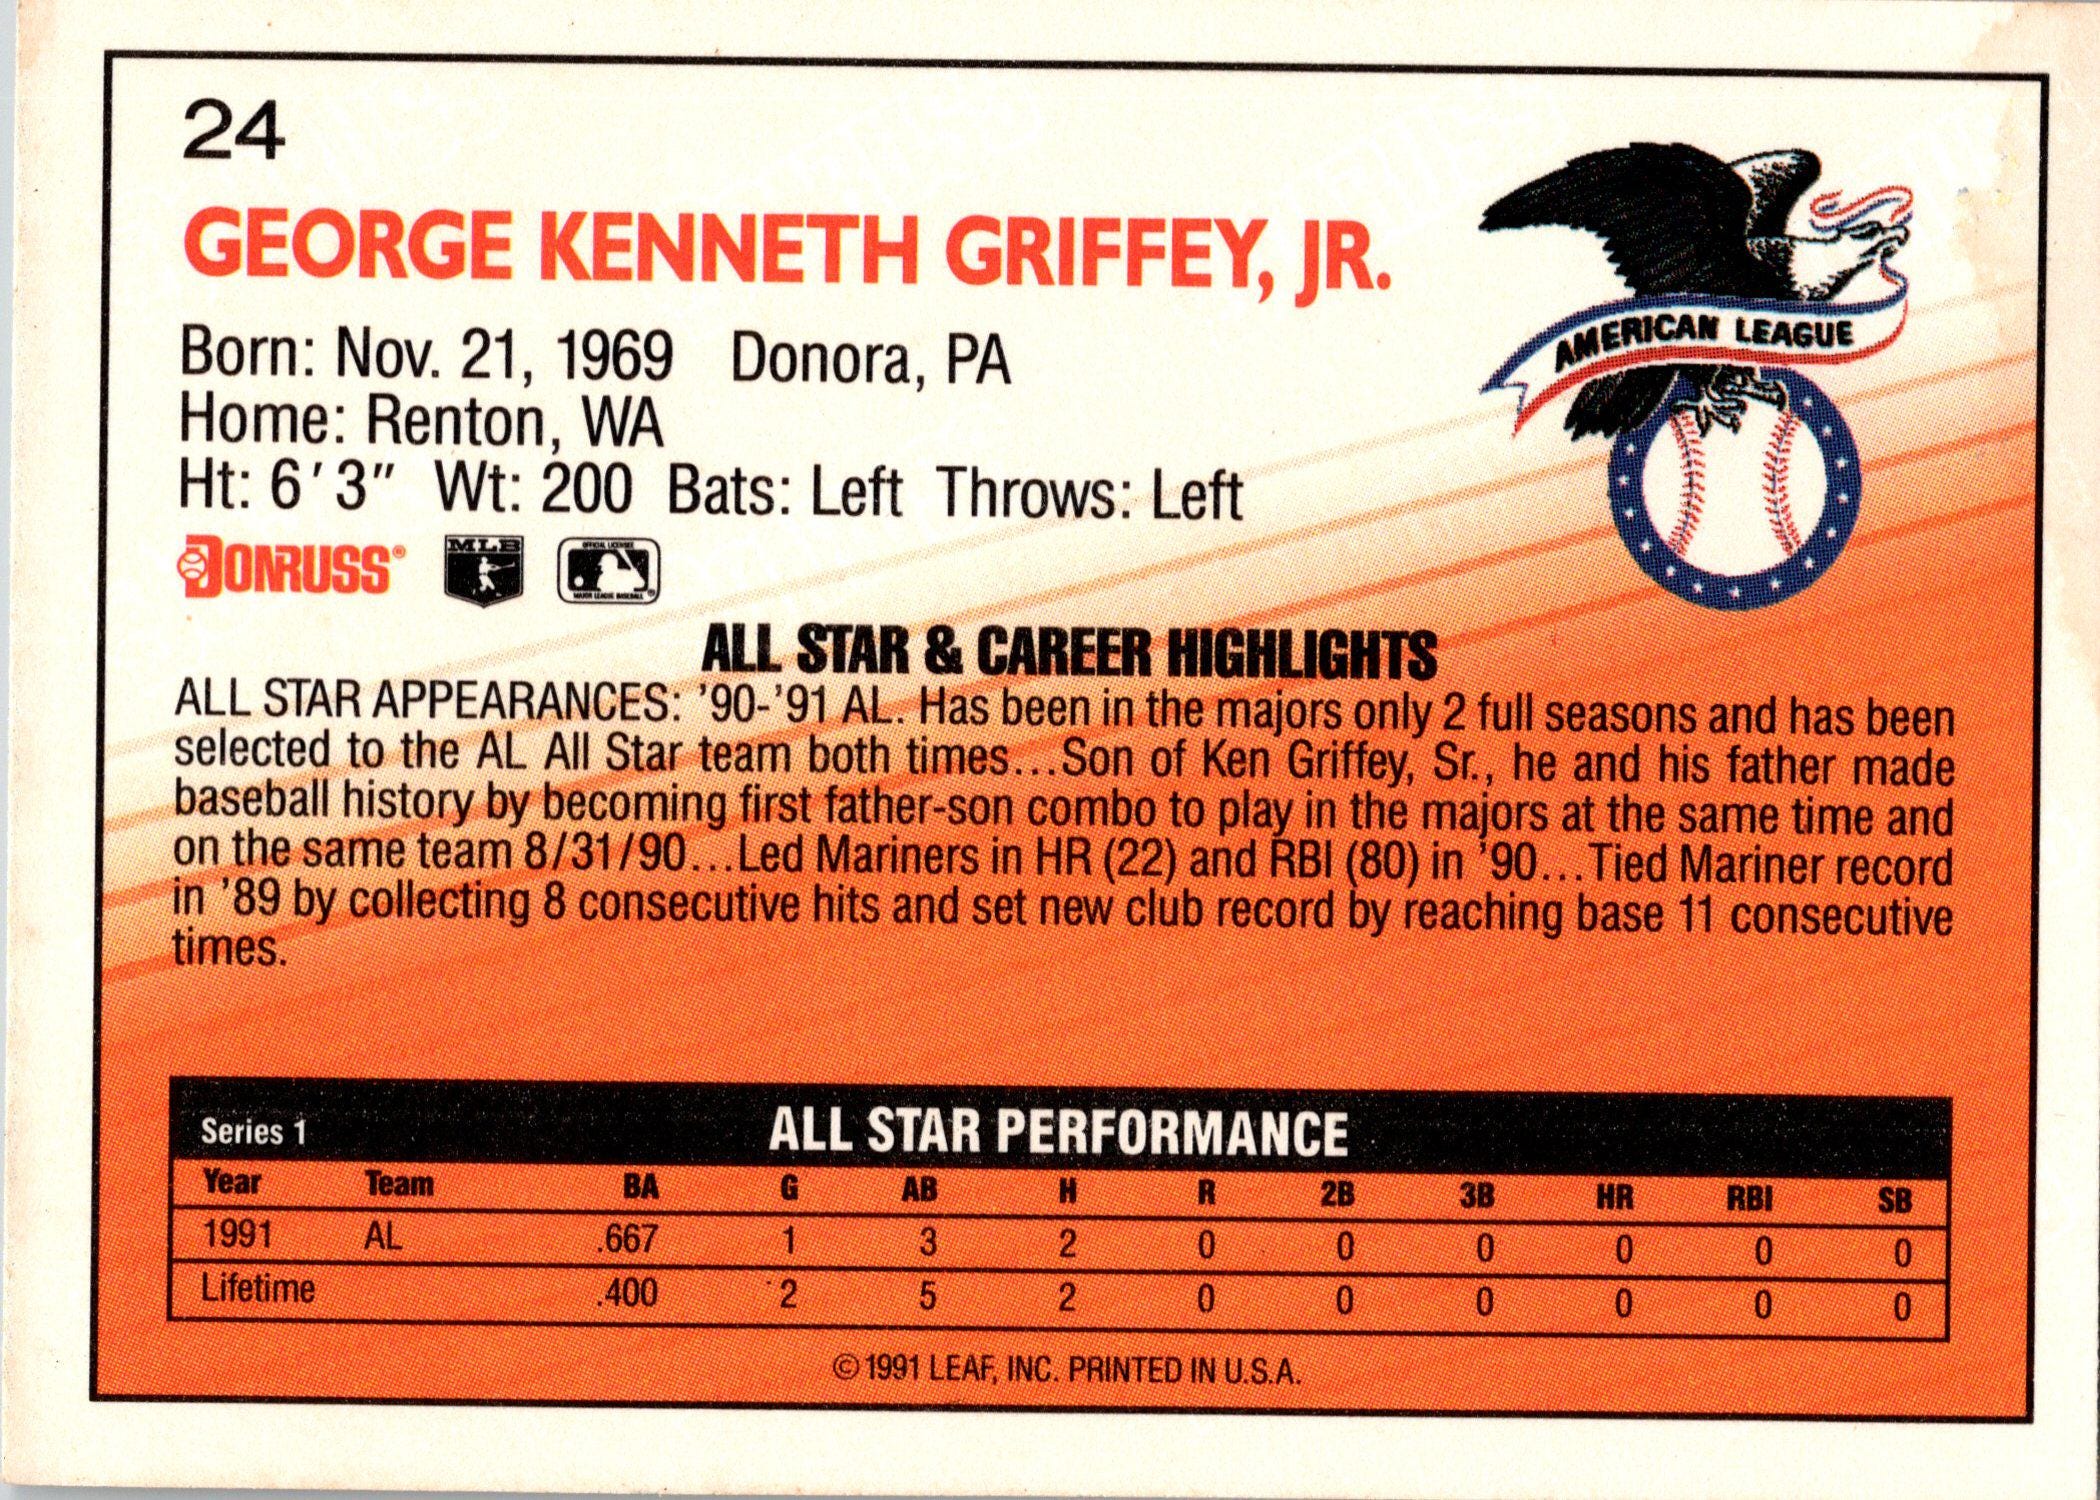 24
GEORGE KENNETH GRIFFEY, JR.
Born: Nov. 21, 1969 Donora, PA
Home: Renton, WA
Ht: 6'3" Wt: 200 Bats: Left Throws: Left
AMERICAN LEAGUE
DONRUSS® MLB OFFICIAL LICENSEE MAJOR LEAGUE BASEBALL ®
ALL STAR & CAREER HIGHLIGHTS
ALL STAR APPEARANCES: '90-'91 AL. Has been in the majors only 2 full seasons and has been
selected to the AL All Star team both times...Son of Ken Griffey, Sr., he and his father made
baseball history by becoming first father-son combo to play in the majors at the same time and
on the same team 8/31/90...Led Mariners in HR (22) and RBI (80) in '90...Tied Mariner record
in '89 by collecting 8 consecutive hits and set new club record by reaching base 11 consecutive
times.
Series 1 ALL STAR PERFORMANCE
Year Team BA G AB H R 2B 3B HR RBI SB
1991 AL .667 1 3 2 0 0 0 0 0 0
Lifetime .400 2 5 2 0 0 0 0 0 0
©1991 LEAF, INC. PRINTED IN U.S.A.